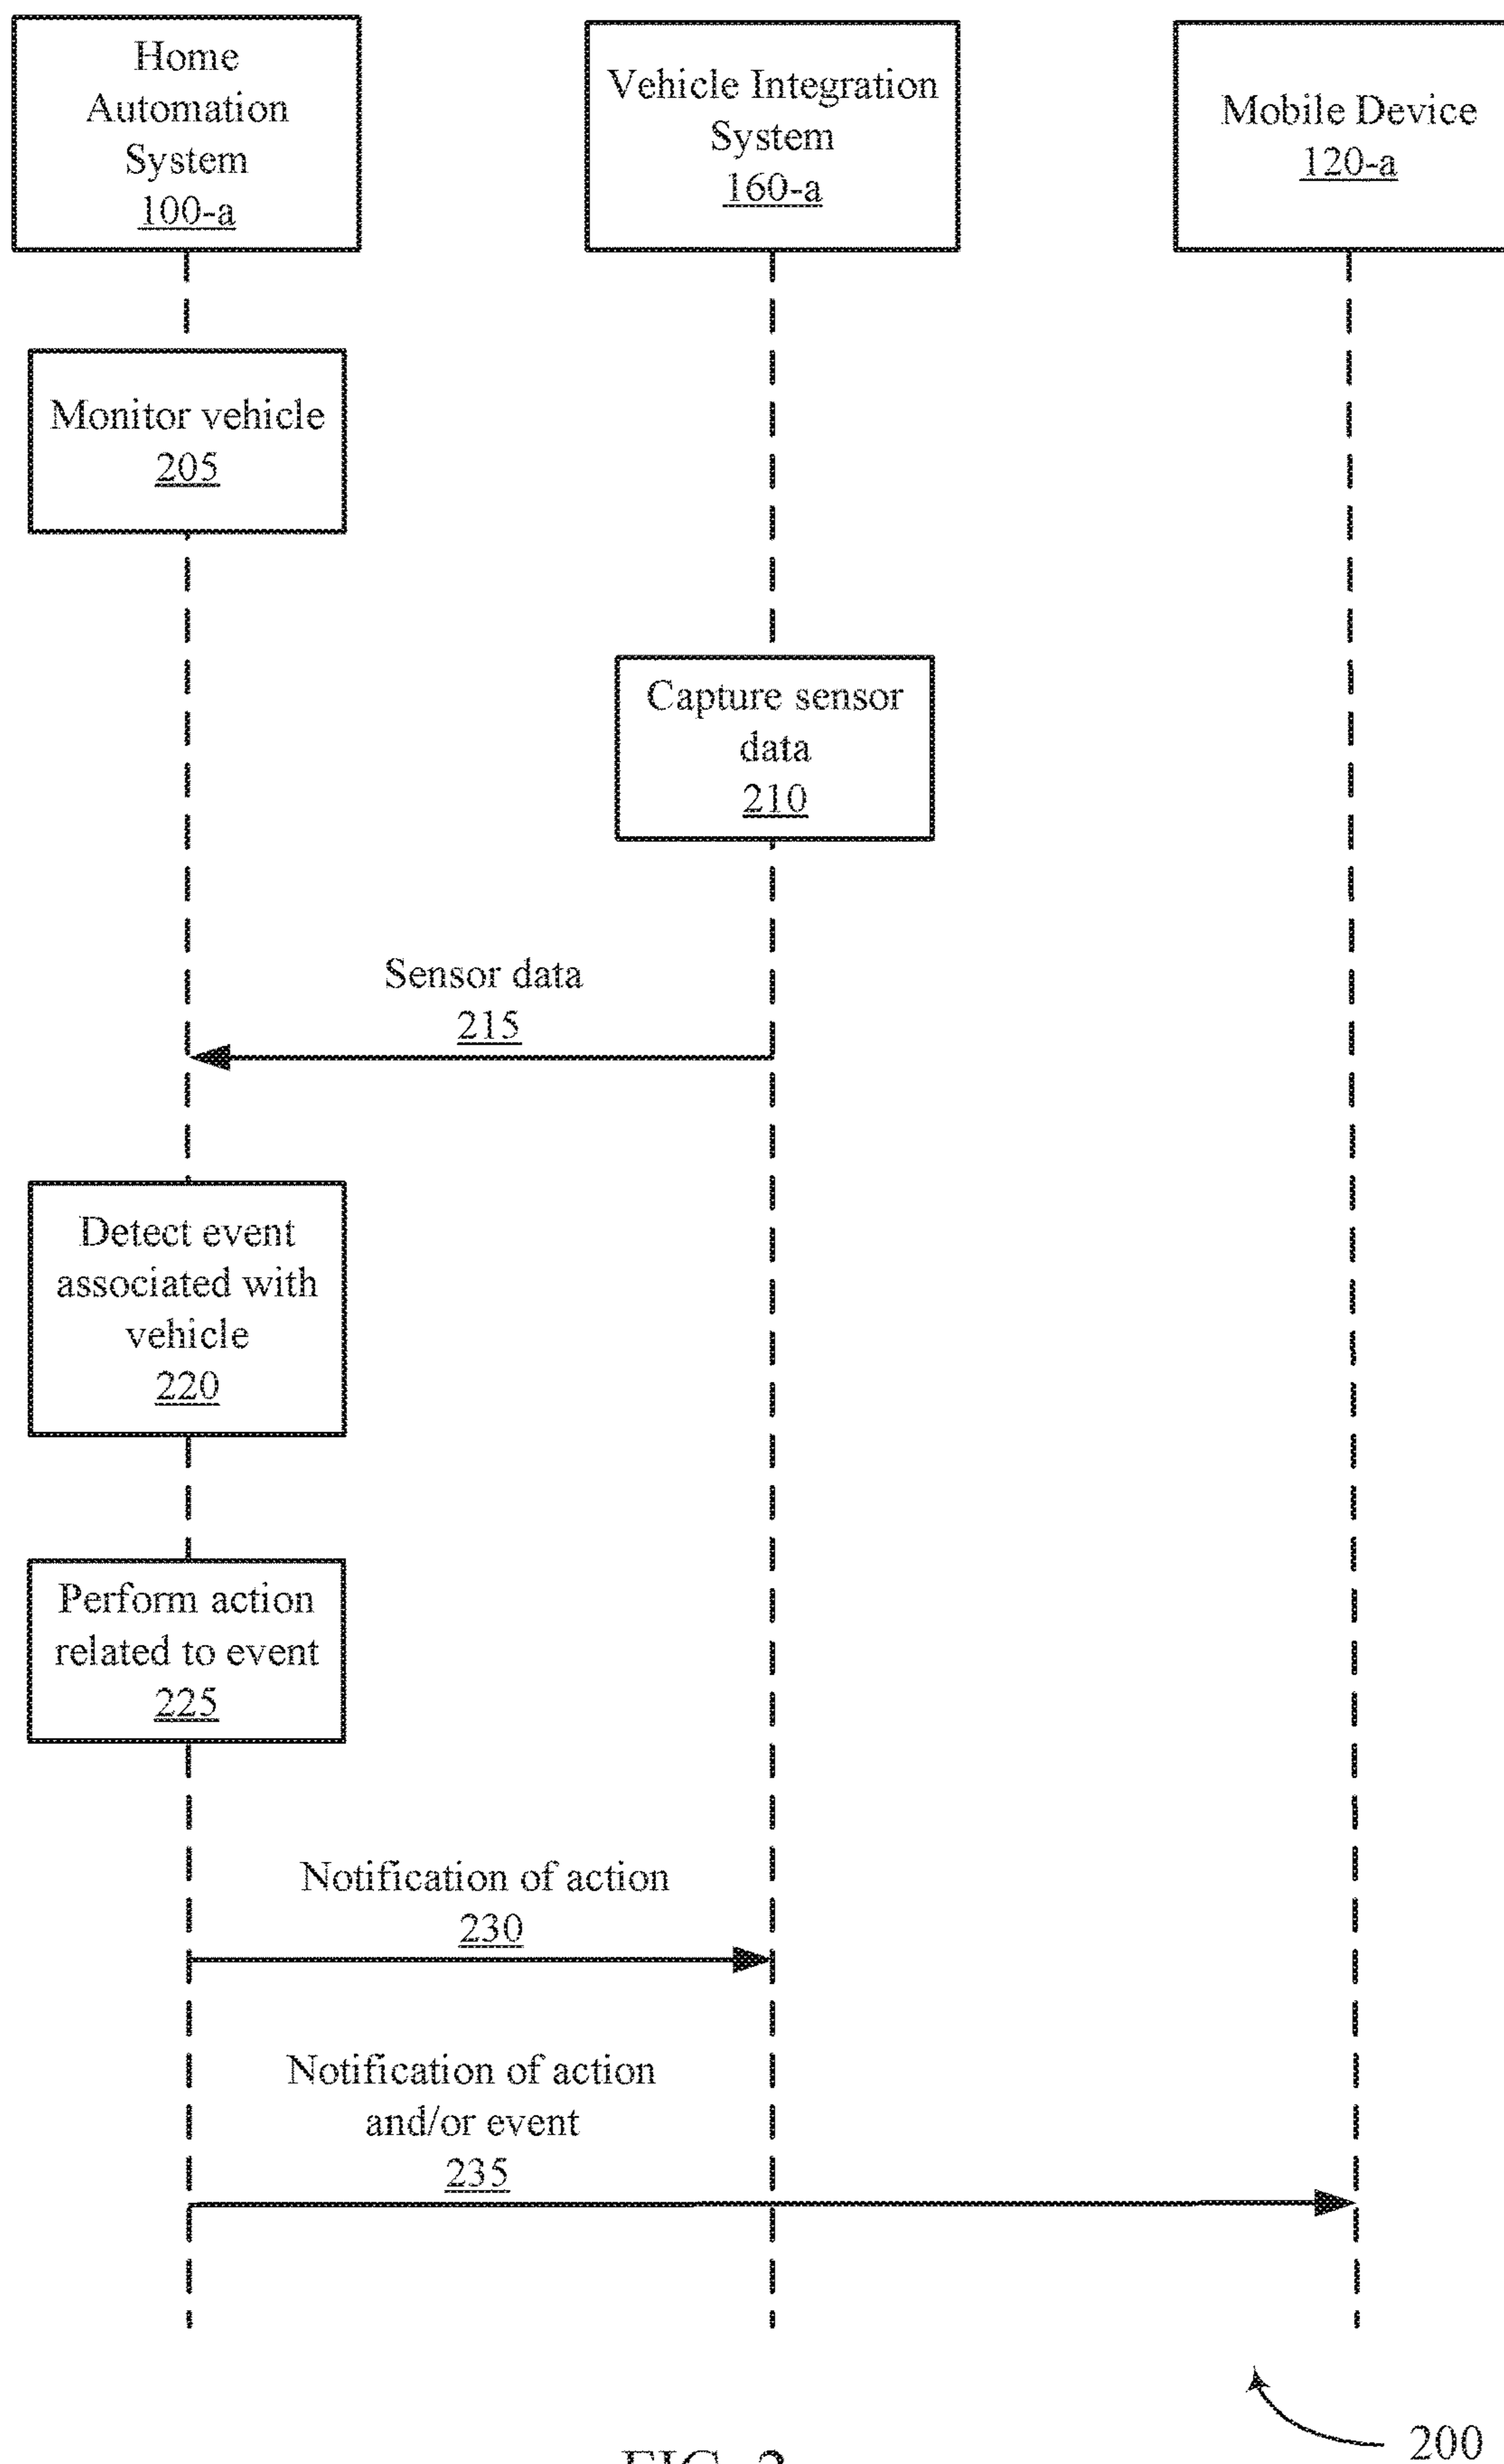 Home
Automation
System
100-a
Vehicle Integration
System
160-a
Mobile Device
120-a
Monitor vehicle
205
Capture sensor
data
210
Sensor data
215
Detect event
associated with
vehicle
220
Perform action
related to event
225
Notification of action
230
Notification of action
and/or event
235
200
FIG. 2